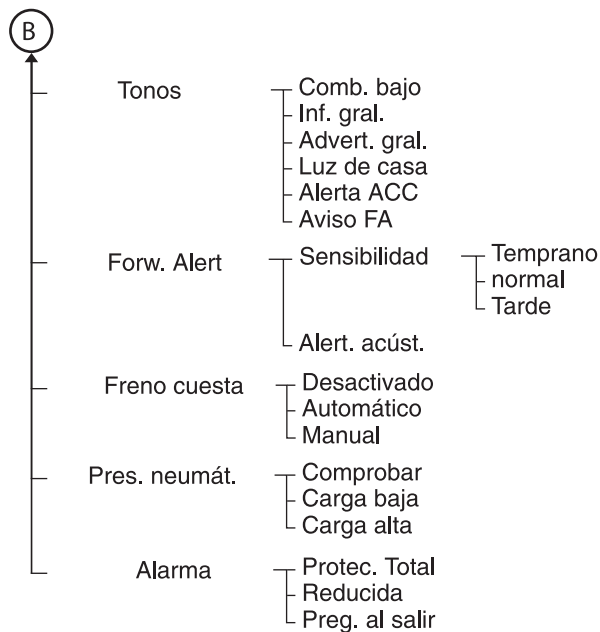 B
Tonos
Comb. bajo
Inf. gral.
Advert. gral.
Luz de casa
Alerta ACC
Aviso FA
Forw. Alert
Sensibilidad
Temprano
normal
Tarde
Alert. acúst.
Freno cuesta
Desactivado
Automático
Manual
Pres. neumát.
Comprobar
Carga baja
Carga alta
Alarma
Protec. Total
Reducida
Preg. al salir